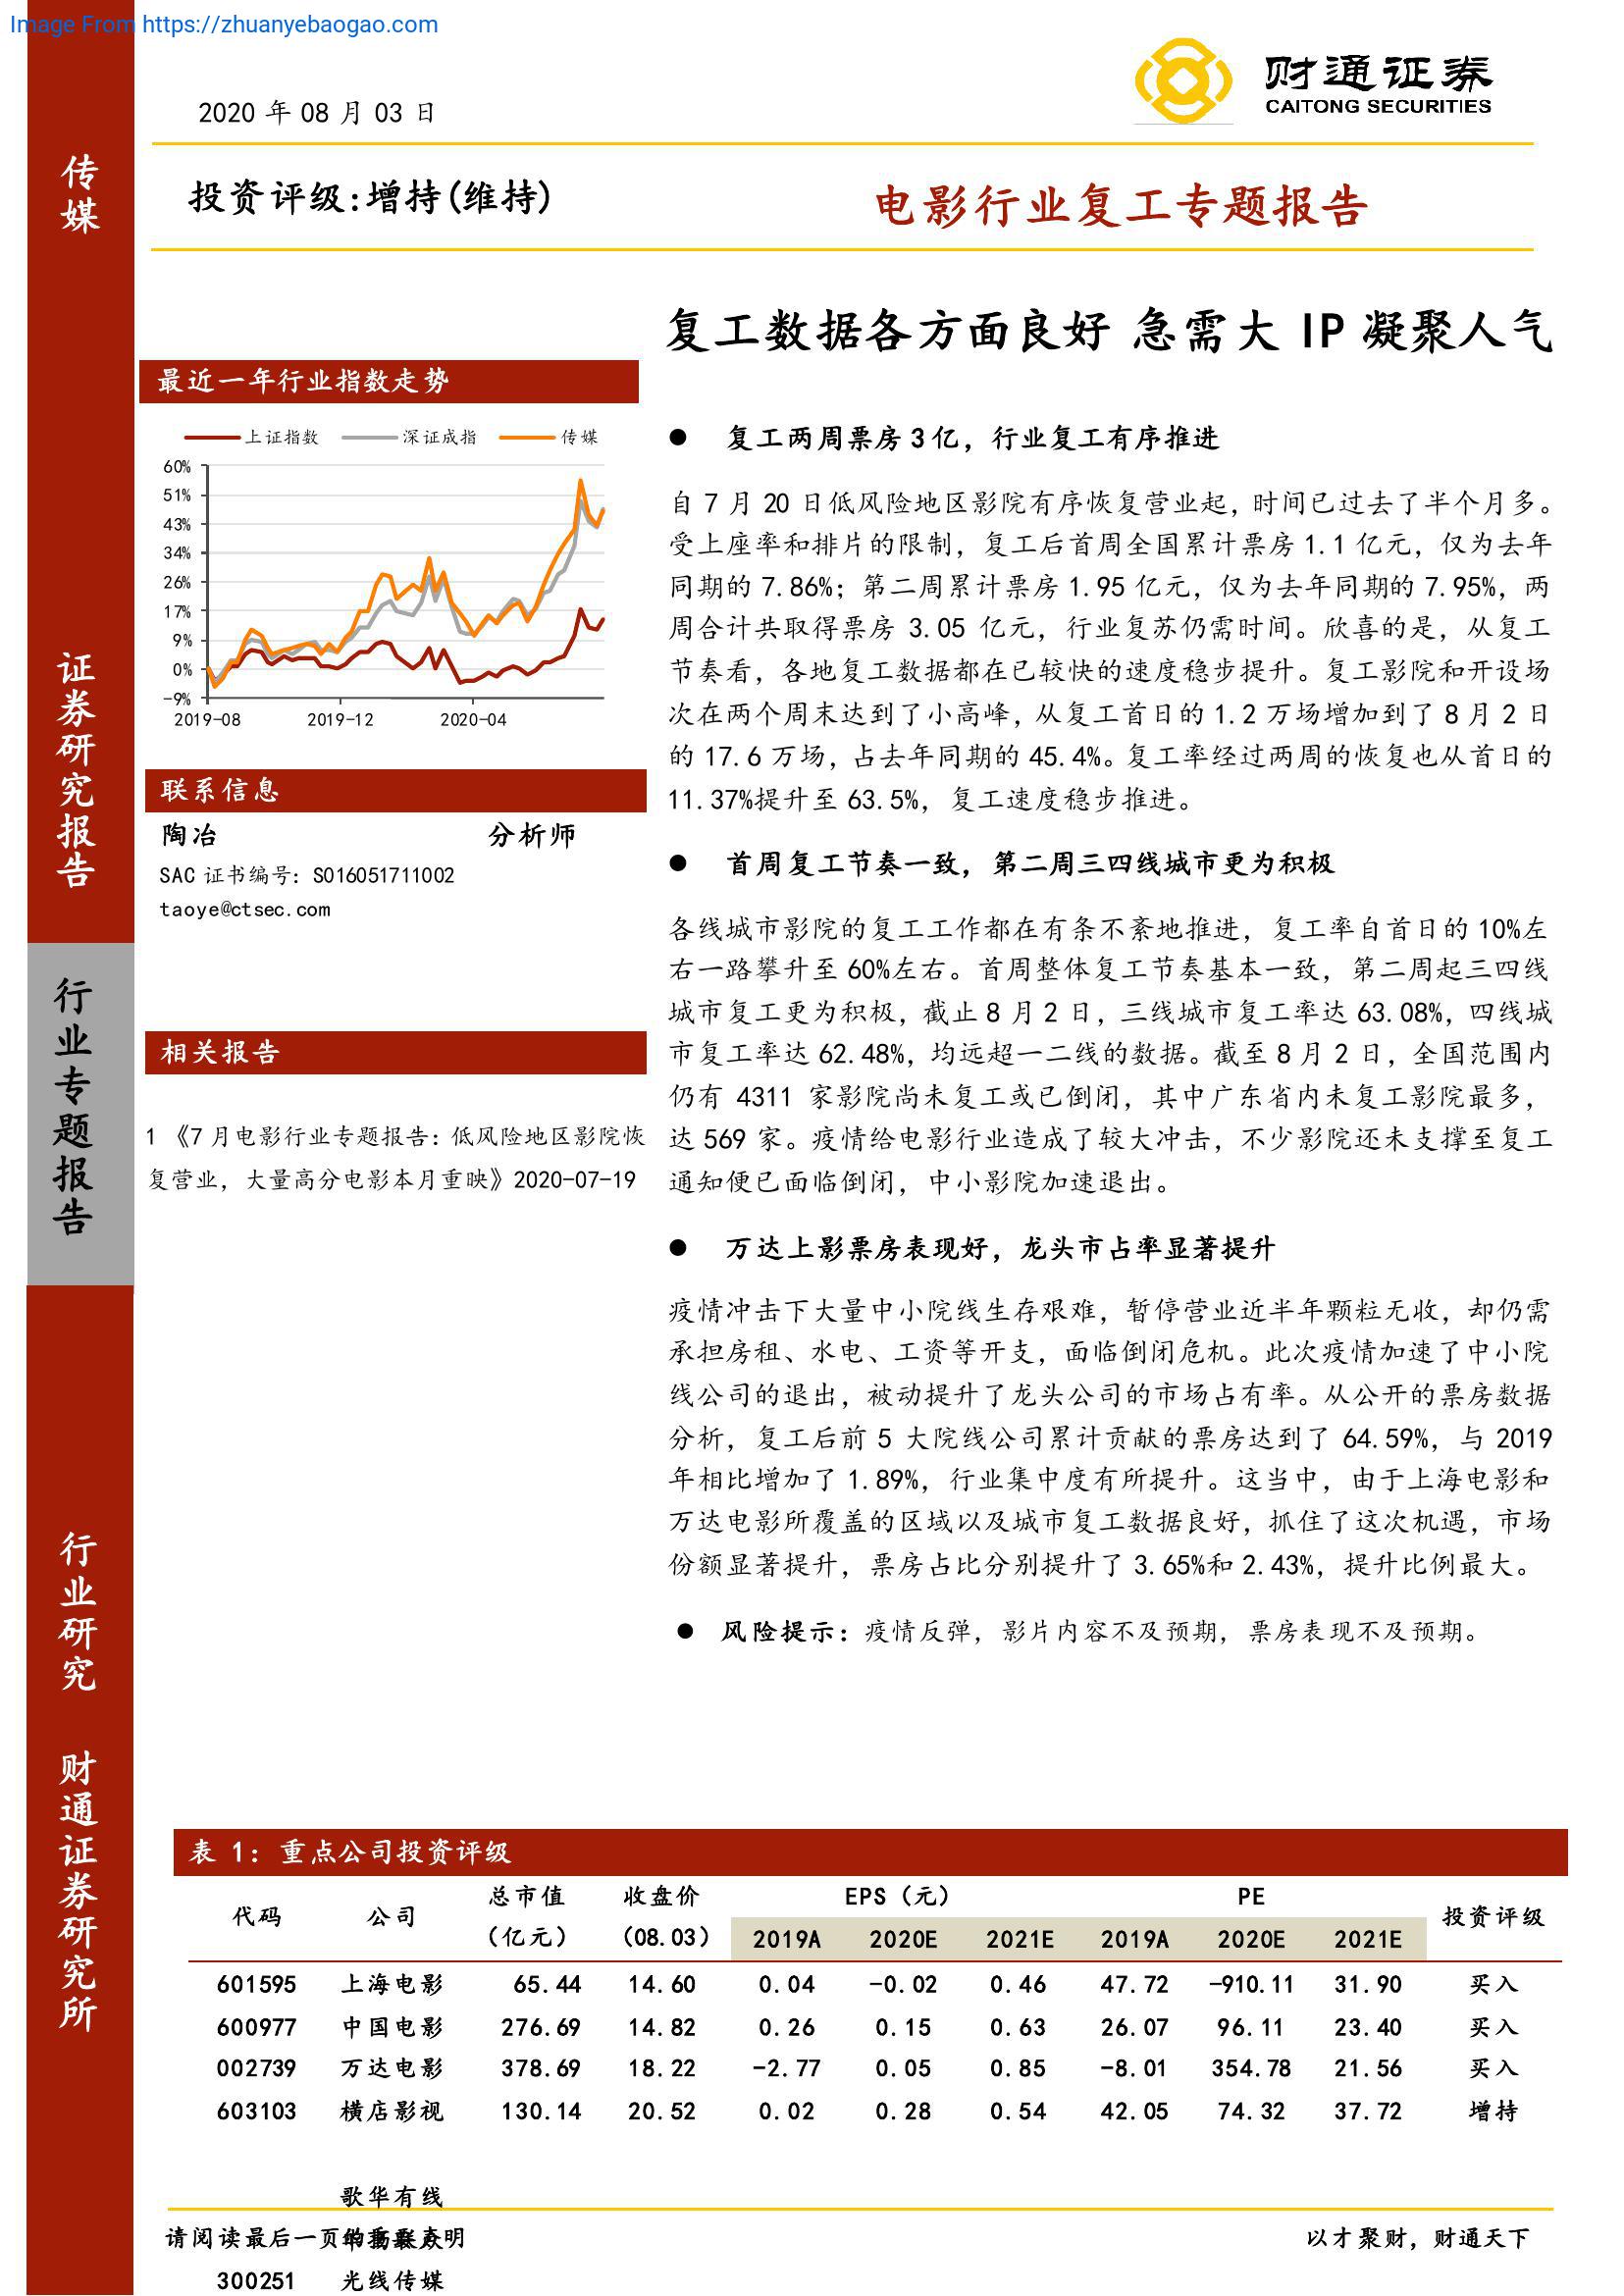 Image From https://zhuanyebaogao.com
2020 年 08 月 03 日
财通证券
CAITONG SECURITIES
传媒
证券研究报告
行业专题报告
行业研究
财通证券研究所
投资评级:增持(维持)
电影行业复工专题报告
复工数据各方面良好 急需大 IP 凝聚人气
最近一年行业指数走势
上证指数 深证成指 传媒
60%
51%
43%
34%
26%
17%
9%
0%
-9%
2019-08 2019-12 2020-04
联系信息
陶冶 分析师
SAC 证书编号：S016051711002
taoye@ctsec.com
相关报告
1 《7 月电影行业专题报告：低风险地区影院恢
复营业，大量高分电影本月重映》2020-07-19
● 复工两周票房 3 亿，行业复工有序推进
自 7 月 20 日低风险地区影院有序恢复营业起，时间已过去了半个月多。
受上座率和排片的限制，复工后首周全国累计票房 1.1 亿元，仅为去年
同期的 7.86%；第二周累计票房 1.95 亿元，仅为去年同期的 7.95%，两
周合计共取得票房 3.05 亿元，行业复苏仍需时间。欣喜的是，从复工
节奏看，各地复工数据都在已较快的速度稳步提升。复工影院和开设场
次在两个周末达到了小高峰，从复工首日的 1.2 万场增加到了 8 月 2 日
的 17.6 万场，占去年同期的 45.4%。复工率经过两周的恢复也从首日的
11.37%提升至 63.5%，复工速度稳步推进。
● 首周复工节奏一致，第二周三四线城市更为积极
各线城市影院的复工工作都在有条不紊地推进，复工率自首日的 10%左
右一路攀升至 60%左右。首周整体复工节奏基本一致，第二周起三四线
城市复工更为积极，截止 8 月 2 日，三线城市复工率达 63.08%，四线城
市复工率达 62.48%，均远超一二线的数据。截至 8 月 2 日，全国范围内
仍有 4311 家影院尚未复工或已倒闭，其中广东省内未复工影院最多，
达 569 家。疫情给电影行业造成了较大冲击，不少影院还未支撑至复工
通知便已面临倒闭，中小影院加速退出。
● 万达上影票房表现好，龙头市占率显著提升
疫情冲击下大量中小院线生存艰难，暂停营业近半年颗粒无收，却仍需
承担房租、水电、工资等开支，面临倒闭危机。此次疫情加速了中小院
线公司的退出，被动提升了龙头公司的市场占有率。从公开的票房数据
分析，复工后前 5 大院线公司累计贡献的票房达到了 64.59%，与 2019
年相比增加了 1.89%，行业集中度有所提升。这当中，由于上海电影和
万达电影所覆盖的区域以及城市复工数据良好，抓住了这次机遇，市场
份额显著提升，票房占比分别提升了 3.65%和 2.43%，提升比例最大。
● 风险提示：疫情反弹，影片内容不及预期，票房表现不及预期。
表 1：重点公司投资评级
代码 公司 总市值（亿元） 收盘价（08.03） EPS（元） PE 投资评级
2019A 2020E 2021E 2019A 2020E 2021E
601595 上海电影 65.44 14.60 0.04 -0.02 0.46 47.72 -910.11 31.90 买入
600977 中国电影 276.69 14.82 0.26 0.15 0.63 26.07 96.11 23.40 买入
002739 万达电影 378.69 18.22 -2.77 0.05 0.85 -8.01 354.78 21.56 买入
603103 横店影视 130.14 20.52 0.02 0.28 0.54 42.05 74.32 37.72 增持
歌华有线
请阅读最后一页的重要声明
以才聚财，财通天下
300251 光线传媒